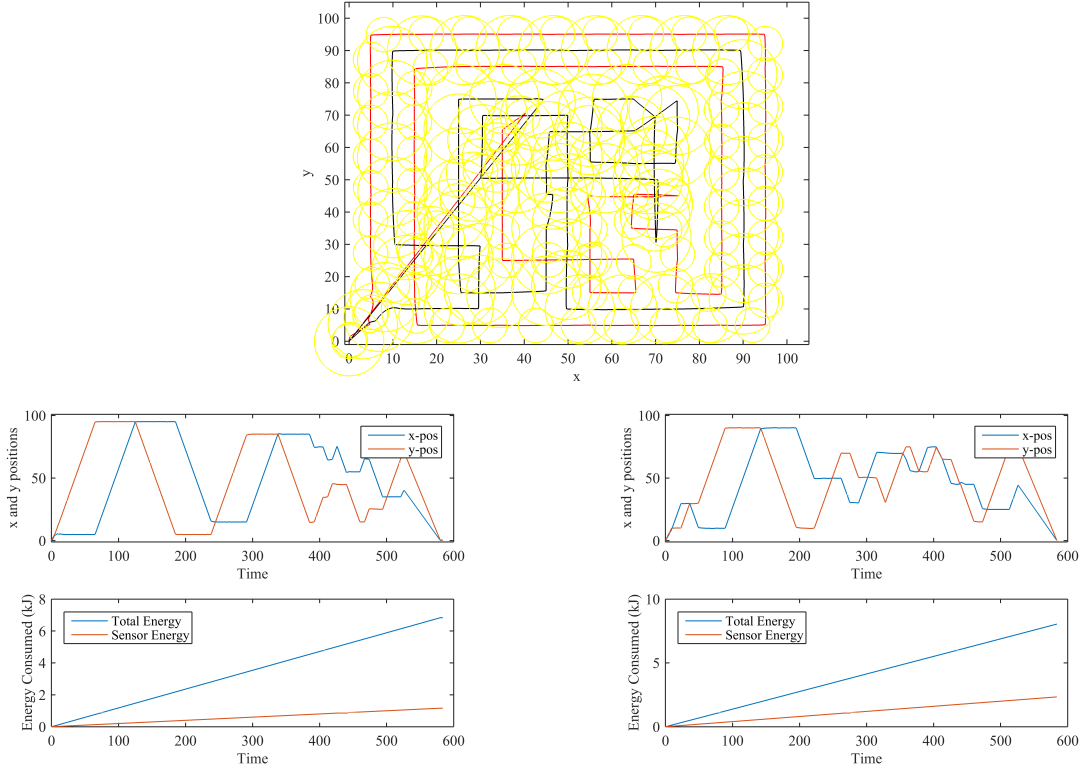 100
90
80
70
60
50
40
30
20
10
0
y
0 10 20 30 40 50 60 70 80 90 100
x
100
50
0
x and y positions
x-pos
y-pos
0 100 200 300 400 500 600
Time
100
50
0
x and y positions
x-pos
y-pos
0 100 200 300 400 500 600
Time
8
6
4
2
0
Energy Consumed (kJ)
Total Energy
Sensor Energy
0 100 200 300 400 500 600
Time
10
5
0
Energy Consumed (kJ)
Total Energy
Sensor Energy
0 100 200 300 400 500 600
Time